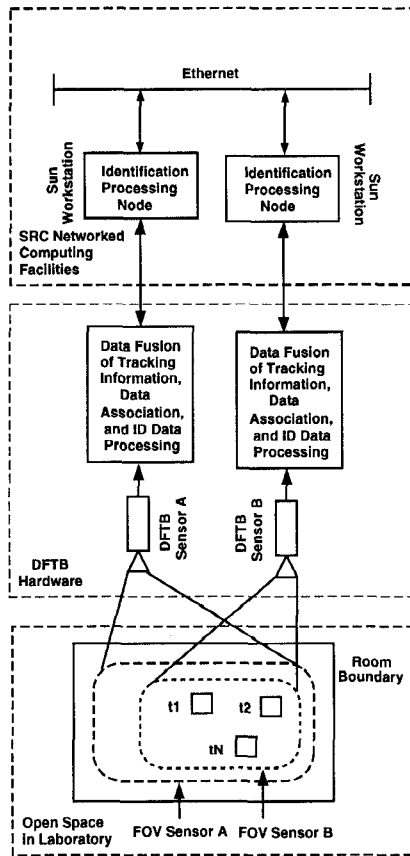 Ethernet
Sun
Workstation
Identification
Processing
Node
Identification
Processing
Node
Sun
Workstation
SRC Networked
Computing
Facilities
Data Fusion
of Tracking
Information,
Data
Association,
and ID Data
Processing
Data Fusion
of Tracking
Information,
Data
Association,
and ID Data
Processing
DFTB
Sensor A
DFTB
Sensor B
DFTB
Hardware
Room
Boundary
t1
t2
tN
Open Space
in Laboratory
FOV Sensor A
FOV Sensor B